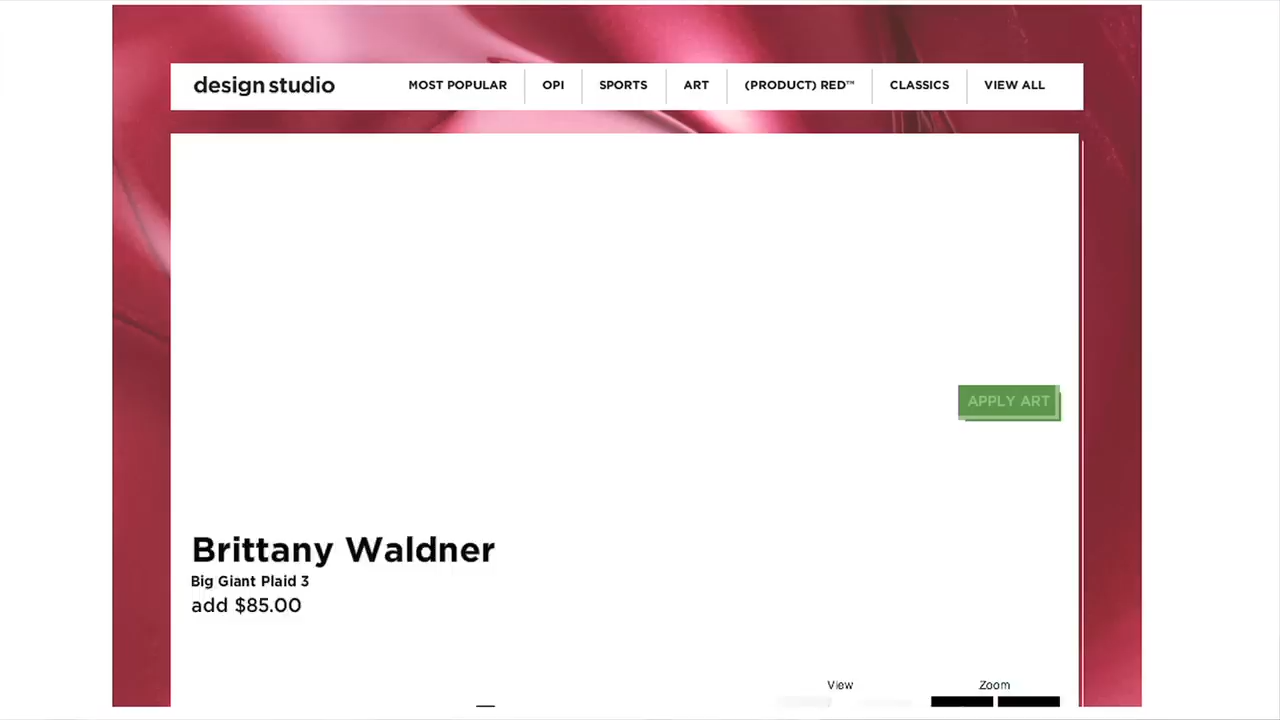 design studio
MOST POPULAR
OPI
SPORTS
ART
(PRODUCT) RED™
CLASSICS
VIEW ALL
APPLY ART
Brittany Waldner
Big Giant Plaid 3
add $85.00
View
Zoom